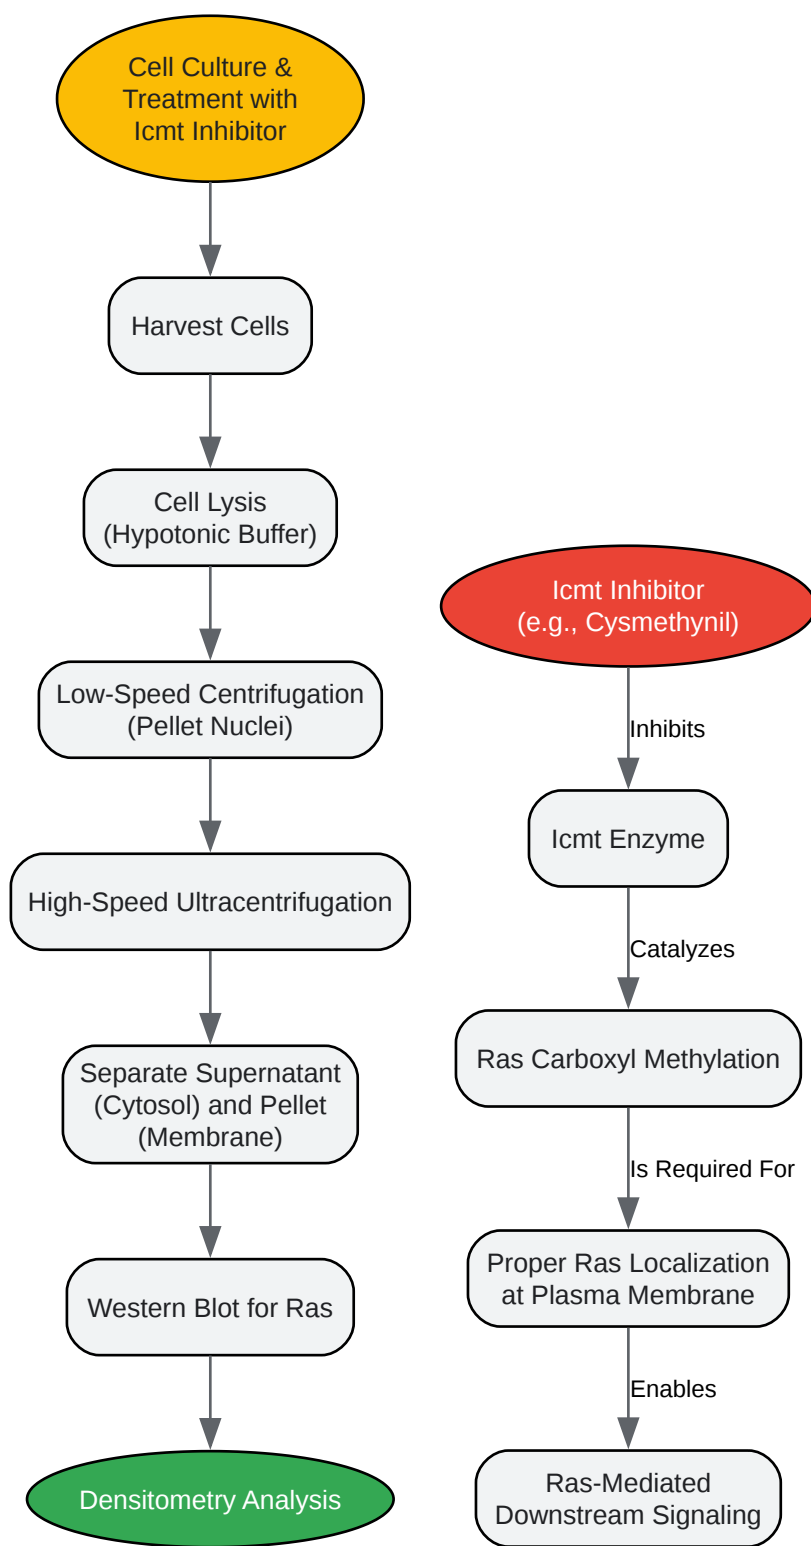 Cell Culture &
Treatment with
Icmt Inhibitor
Harvest Cells
Cell Lysis
(Hypotonic Buffer)
Low-Speed Centrifugation
(Pellet Nuclei)
High-Speed Ultracentrifugation
Separate Supernatant
(Cytosol) and Pellet
(Membrane)
Western Blot for Ras
Densitometry Analysis
Icmt Inhibitor
(e.g., Cysmethynil)
Inhibits
Icmt Enzyme
Catalyzes
Ras Carboxyl Methylation
Is Required For
Proper Ras Localization
at Plasma Membrane
Enables
Ras-Mediated
Downstream Signaling